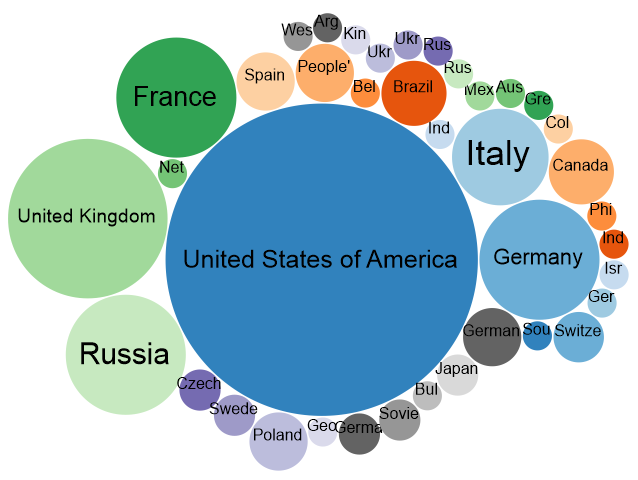 Arg
Wes
Kin
Ukr
Ukr
Rus
People'
Spain
Rus
Bel
Brazil
Mex
Aus
Gre
France
Ind
Col
Italy
Net
Canada
United Kingdom
Phi
Ind
United States of America
Germany
Isr
Ger
German
Sou
Switze
Russia
Japan
Czech
Bul
Swede
Sovie
Poland
Geo
Germa